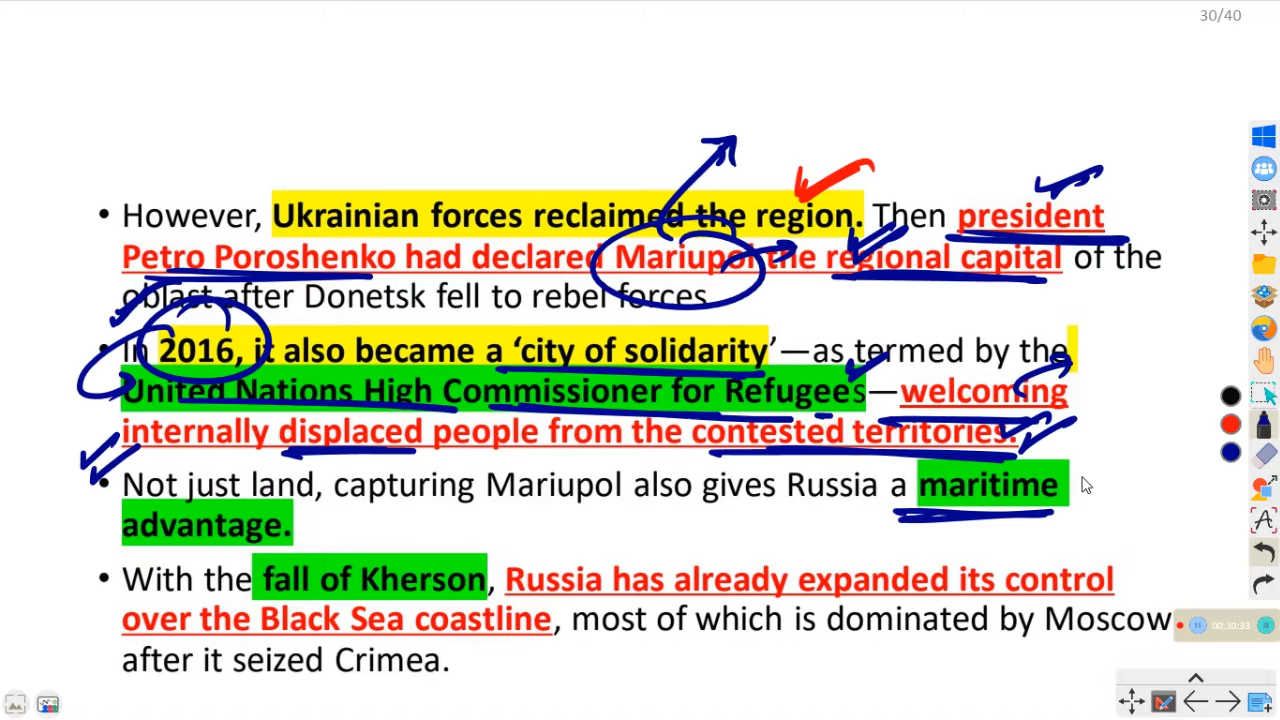 30/40
• However, Ukrainian forces reclaimed the region. Then president
Petro Poroshenko had declared Mariupol the regional capital of the
oblast after Donetsk fell to rebel forces.
• In 2016, it also became a ‘city of solidarity’—as termed by the
United Nations High Commissioner for Refugees—welcoming
internally displaced people from the contested territories.
• Not just land, capturing Mariupol also gives Russia a maritime
advantage.
• With the fall of Kherson, Russia has already expanded its control
over the Black Sea coastline, most of which is dominated by Moscow
after it seized Crimea.
00:30:33